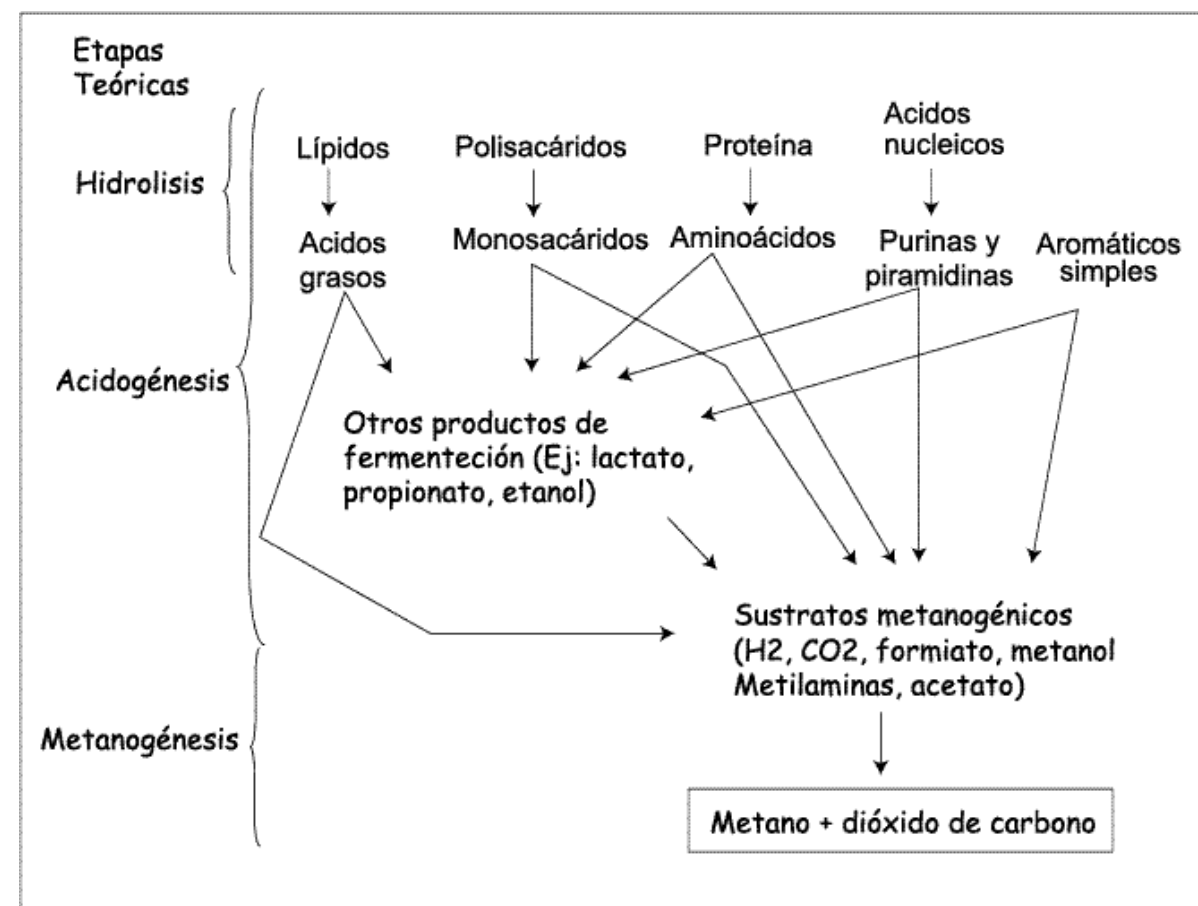 Etapas
Teóricas
Hidrolisis
Lípidos
Polisacáridos
Proteína
Acidos
nucleicos
Acidos
grasos
Monosacáridos
Aminoácidos
Purinas y
piramidinas
Aromáticos
simples
Acidogénesis
Otros productos de
fermenteción (Ej: lactato,
propionato, etanol)
Sustratos metanogénicos
(H2, CO2, formiato, metanol
Metilaminas, acetato)
Metanogénesis
Metano + dióxido de carbono